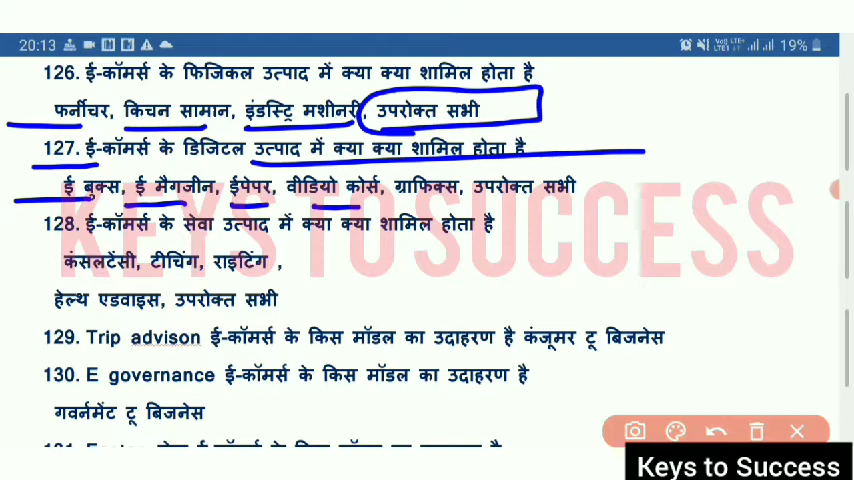 20:13 19%
126. ई-कॉमर्स के फिजिकल उत्पाद में क्या क्या शामिल होता है
फर्नीचर, किचन सामान, इंडस्ट्रि मशीनरी, उपरोक्त सभी
127. ई-कॉमर्स के डिजिटल उत्पाद में क्या क्या शामिल होता है
ई बुक्स, ई मैगजीन, ईपेपर, वीडियो कोर्स, ग्राफिक्स, उपरोक्त सभी
KEYS TO SUCCESS
128. ई-कॉमर्स के सेवा उत्पाद में क्या क्या शामिल होता है
कंसलटेंसी, टीचिंग, राइटिंग ,
हेल्थ एडवाइस, उपरोक्त सभी
129. Trip advison ई-कॉमर्स के किस मॉडल का उदाहरण है कंजूमर टू बिजनेस
130. E governance ई-कॉमर्स के किस मॉडल का उदाहरण है
गवर्नमेंट टू बिजनेस
Keys to Success